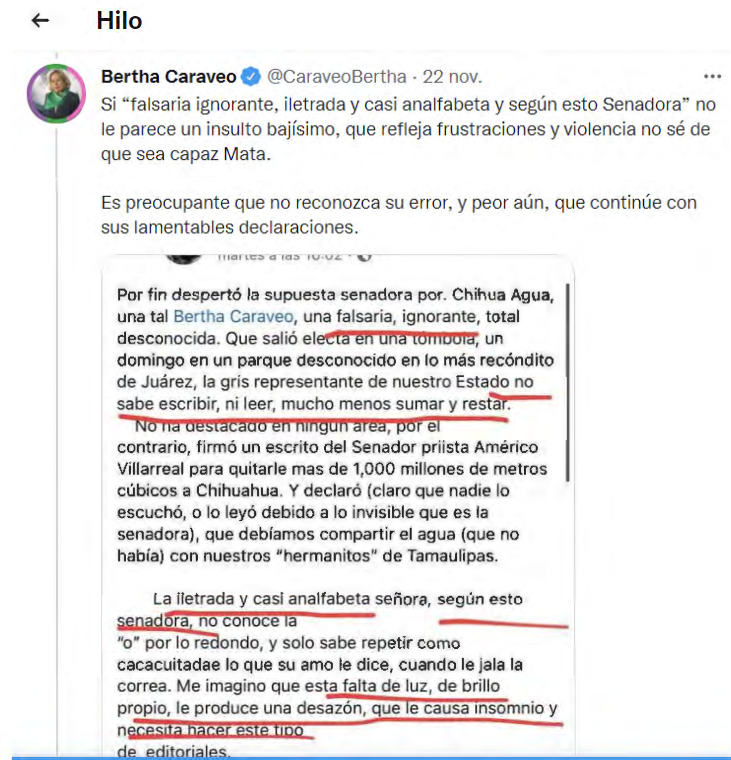 Hilo
Bertha Caraveo @CaraveoBertha · 22 nov.
Si “falsaria ignorante, iletrada y casi analfabeta y según esto Senadora” no
le parece un insulto bajísimo, que refleja frustraciones y violencia no sé de
que sea capaz Mata.
Es preocupante que no reconozca su error, y peor aún, que continúe con
sus lamentables declaraciones.
martes a las 10:02 ·
Por fin despertó la supuesta senadora por. Chihua Agua,
una tal Bertha Caraveo, una falsaria, ignorante, total
desconocida. Que salió electa en una tómbola, un
domingo en un parque desconocido en lo más recóndito
de Juárez, la gris representante de nuestro Estado no
sabe escribir, ni leer, mucho menos sumar y restar.
No ha destacado en ningún área, por el
contrario, firmó un escrito del Senador priista Américo
Villarreal para quitarle mas de 1,000 millones de metros
cúbicos a Chihuahua. Y declaró (claro que nadie lo
escuchó, o lo leyó debido a lo invisible que es la
senadora), que debíamos compartir el agua (que no
había) con nuestros “hermanitos” de Tamaulipas.
La iletrada y casi analfabeta señora, según esto
senadora, no conoce la
“o” por lo redondo, y solo sabe repetir como
cacacuitadae lo que su amo le dice, cuando le jala la
correa. Me imagino que esta falta de luz, de brillo
propio, le produce una desazón, que le causa insomnio y
necesita hacer este tipo
de editoriales.